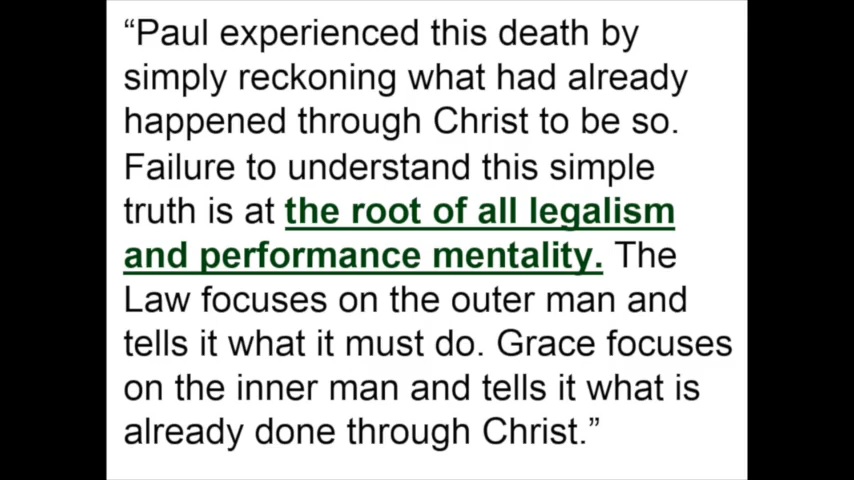 “Paul experienced this death by
simply reckoning what had already
happened through Christ to be so.
Failure to understand this simple
truth is at the root of all legalism
and performance mentality. The
Law focuses on the outer man and
tells it what it must do. Grace focuses
on the inner man and tells it what is
already done through Christ.”